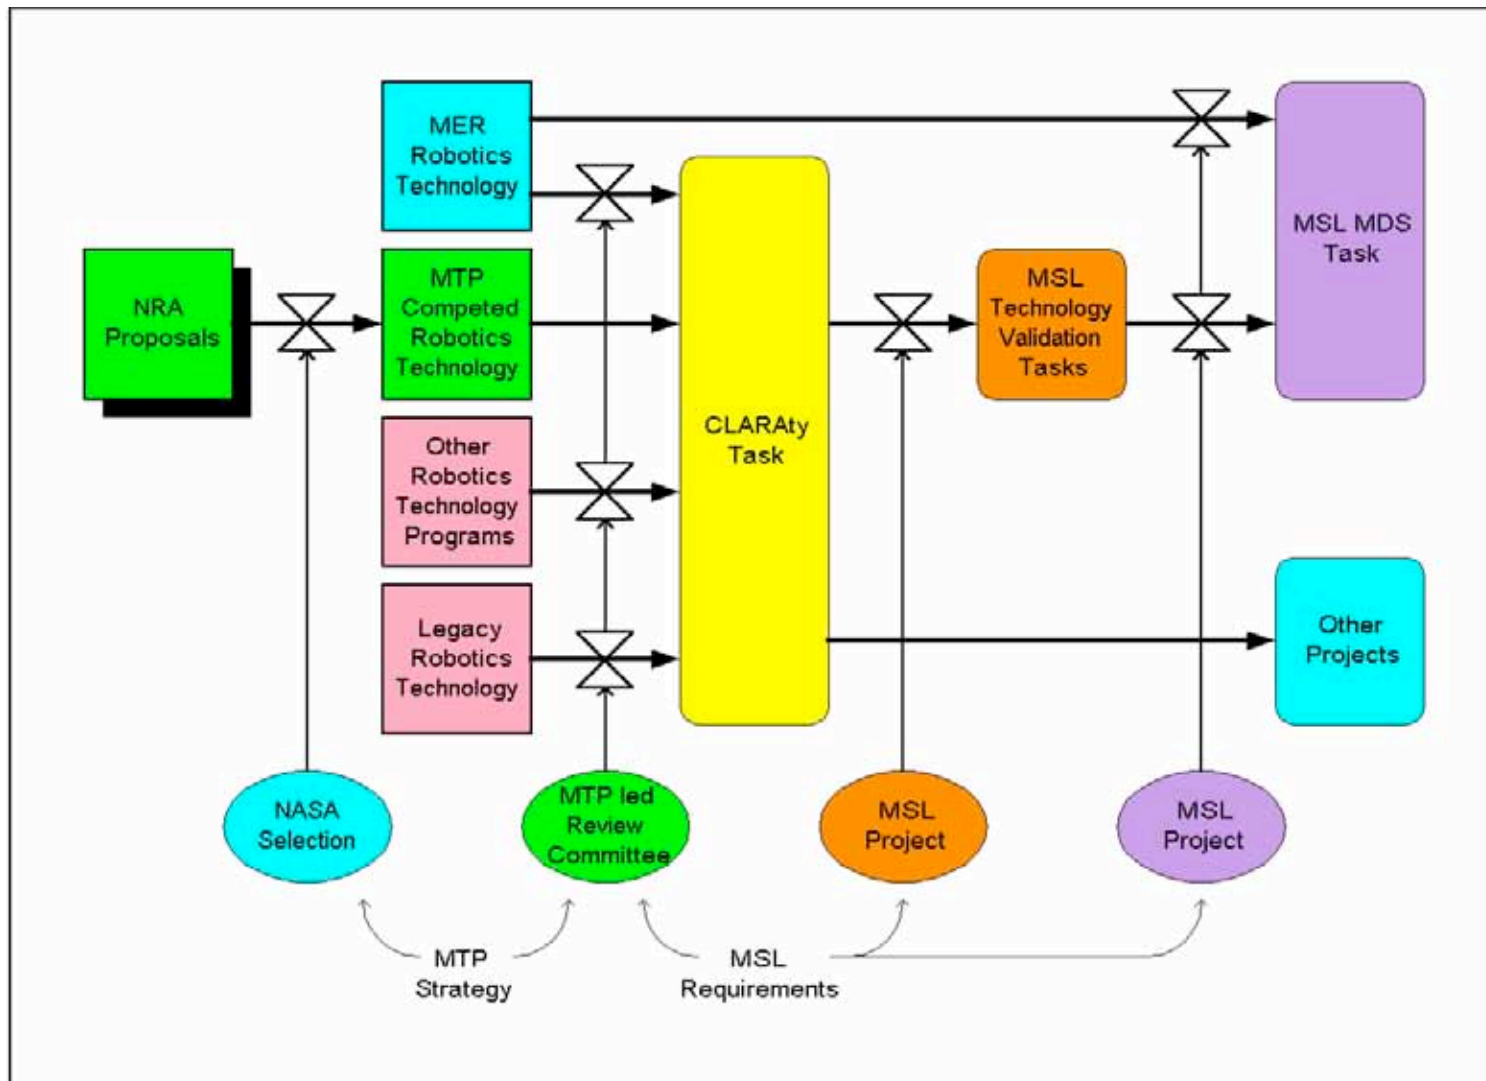 MER
Robotics
Technology
MSL MDS
Task
NRA
Proposals
MTP
Competed
Robotics
Technology
MSL
Technology
Validation
Tasks
CLARAty
Task
Other
Robotics
Technology
Programs
Legacy
Robotics
Technology
Other
Projects
NASA
Selection
MTP led
Review
Committee
MSL
Project
MSL
Project
MTP
Strategy
MSL
Requirements